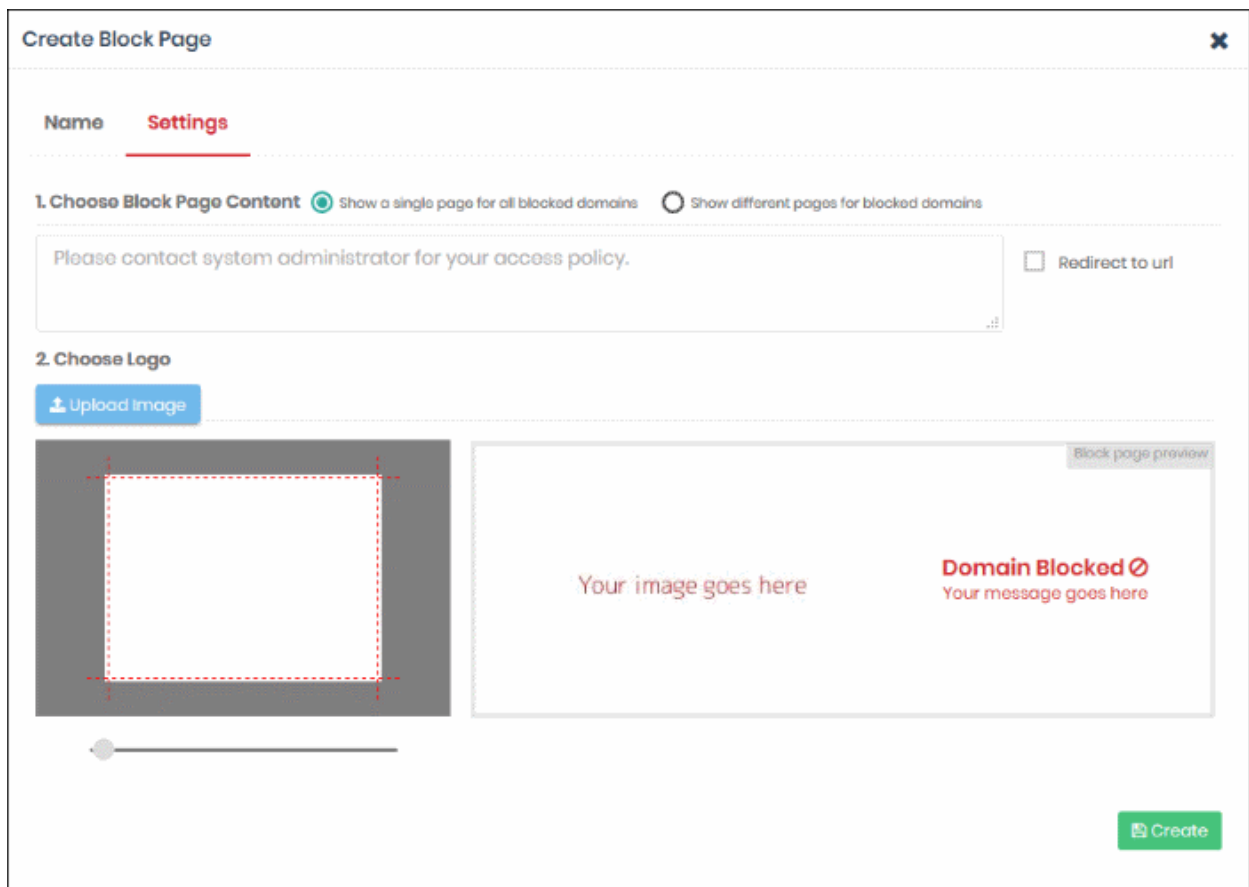 Create Block Page
Name Settings
1. Choose Block Page Content Show a single page for all blocked domains Show different pages for blocked domains
Please contact system administrator for your access policy.
Redirect to url
2. Choose Logo
Upload Image
Block page preview
Your image goes here
Domain Blocked
Your message goes here
Create